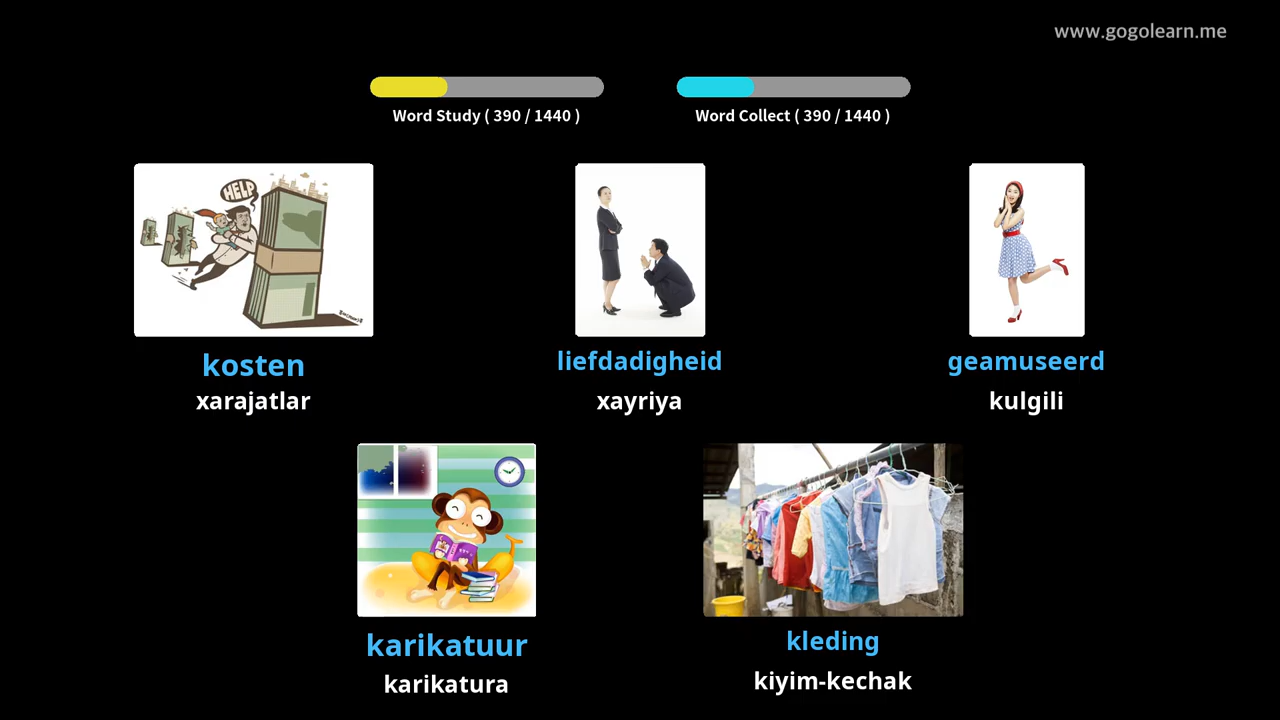 www.gogolearn.me
Word Study ( 390 / 1440 )
Word Collect ( 390 / 1440 )
HELP
kosten
xarajatlar
liefdadigheid
xayriya
geamuseerd
kulgili
karikatuur
karikatura
kleding
kiyim-kechak